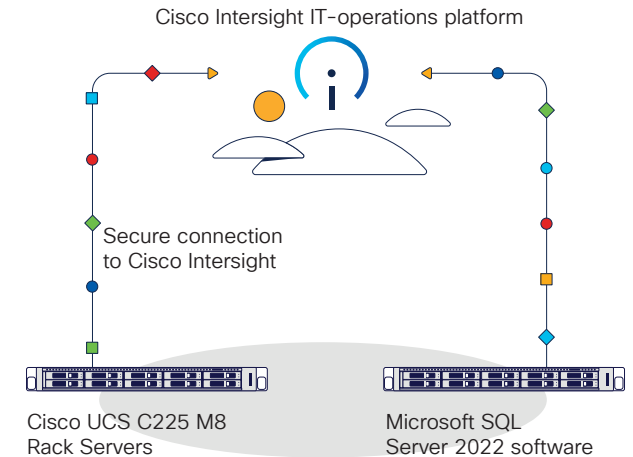 Cisco Intersight IT-operations platform
Secure connection
to Cisco Intersight
Cisco UCS C225 M8
Rack Servers
Microsoft SQL
Server 2022 software